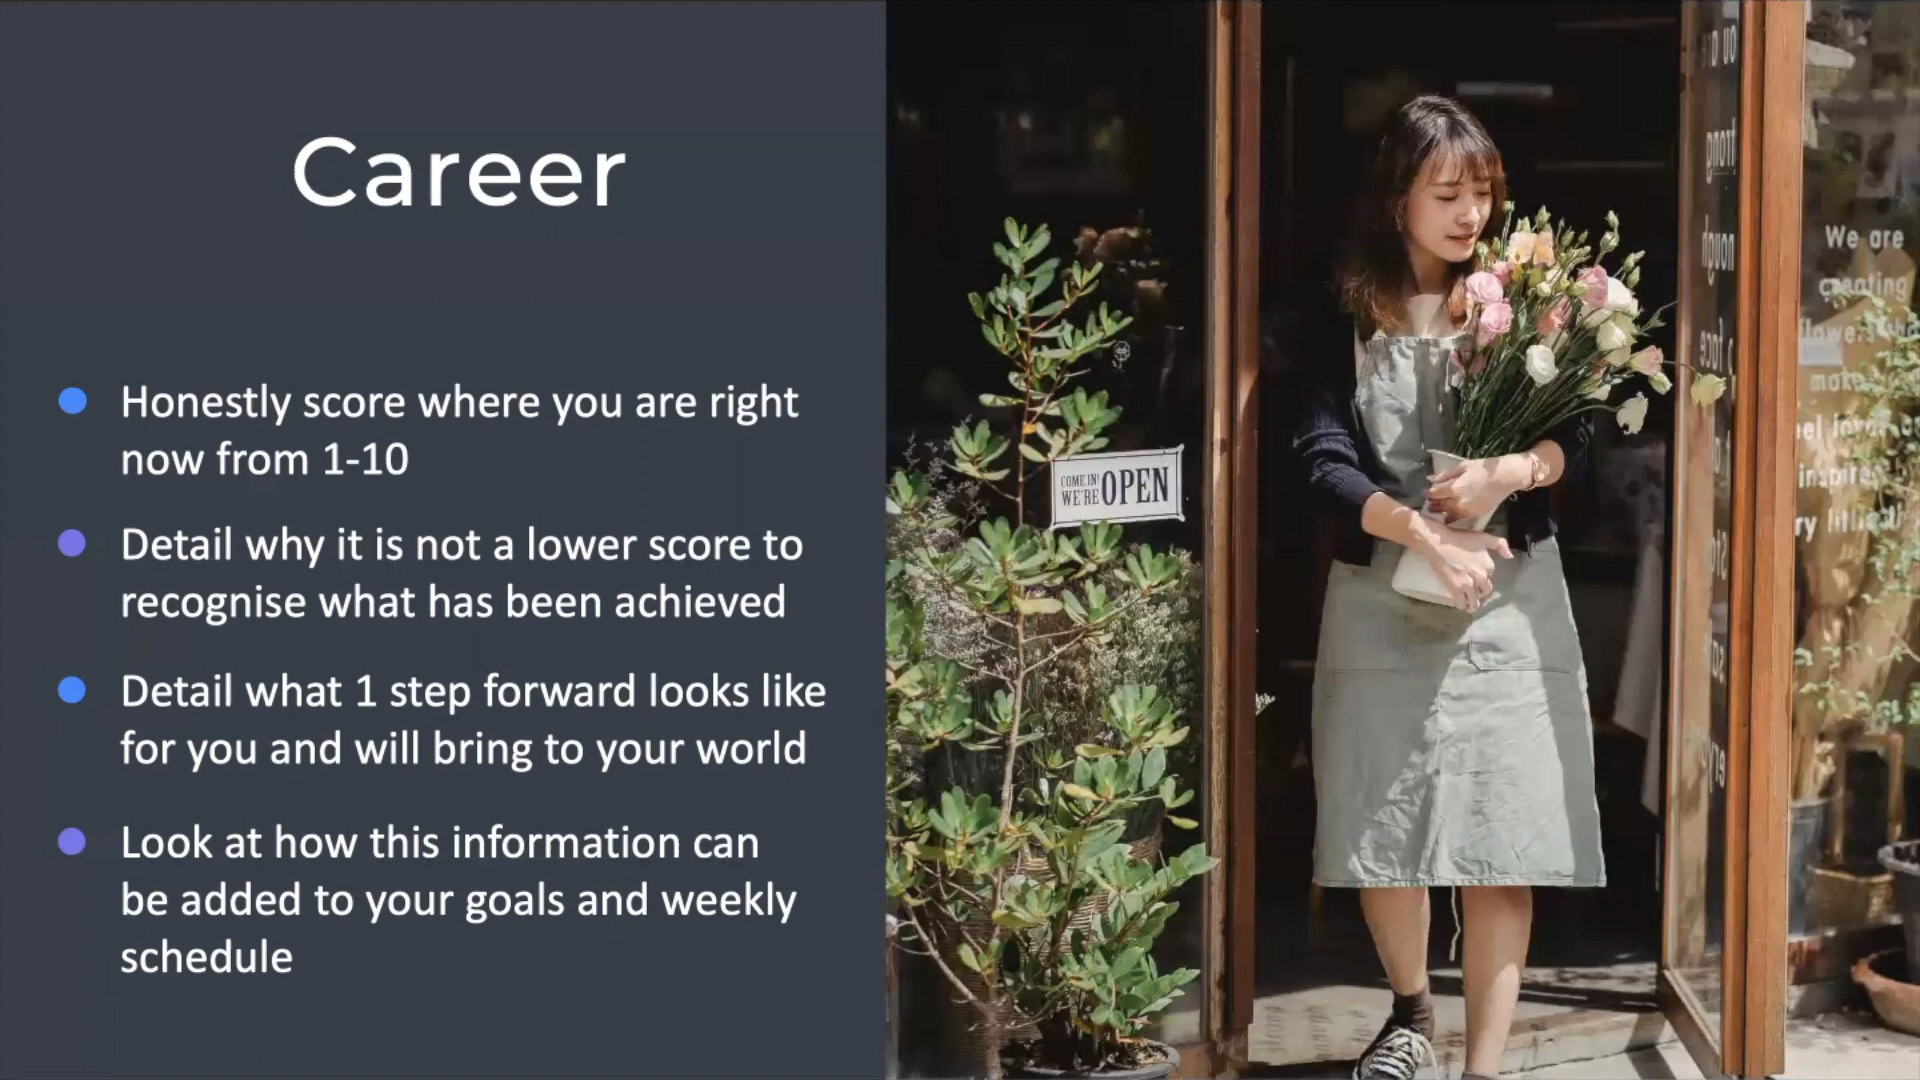 Career
Honestly score where you are right
now from 1-10
Detail why it is not a lower score to
recognise what has been achieved
Detail what 1 step forward looks like
for you and will bring to your world
Look at how this information can
be added to your goals and weekly
schedule
COME IN!
WE'RE OPEN
We are
creating